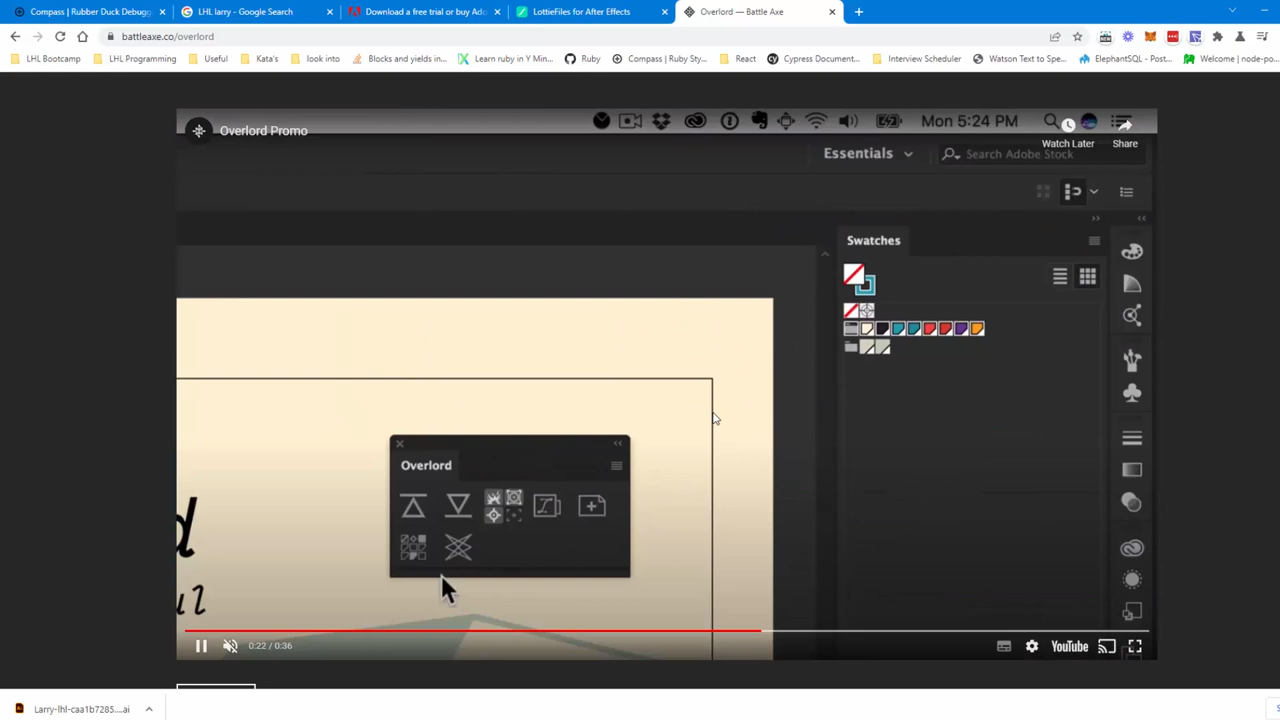 Compass | Rubber Duck Debugg
LHL larry - Google Search
Download a free trial or buy Ado
LottieFiles for After Effects
Overlord — Battle Axe
battleaxe.co/overlord
LHL Bootcamp
LHL Programming
Useful
Kata's
look into
Blocks and yields in...
Learn ruby in Y Min...
Ruby
Compass | Ruby Sty...
React
Cypress Document...
Interview Scheduler
Watson Text to Spe...
ElephantSQL - Post...
Welcome | node-po...
Overlord Promo
Mon 5:24 PM
Watch Later
Share
Essentials
Search Adobe Stock
Swatches
Overlord
d
ul
0:22 / 0:36
YouTube
Larry-lhl-caa1b7285....ai
S